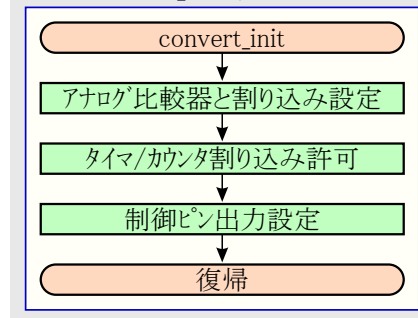 convert_init
アナログ比較器と割り込み設定
タイマ/カウンタ割り込み許可
制御ピン出力設定
復帰